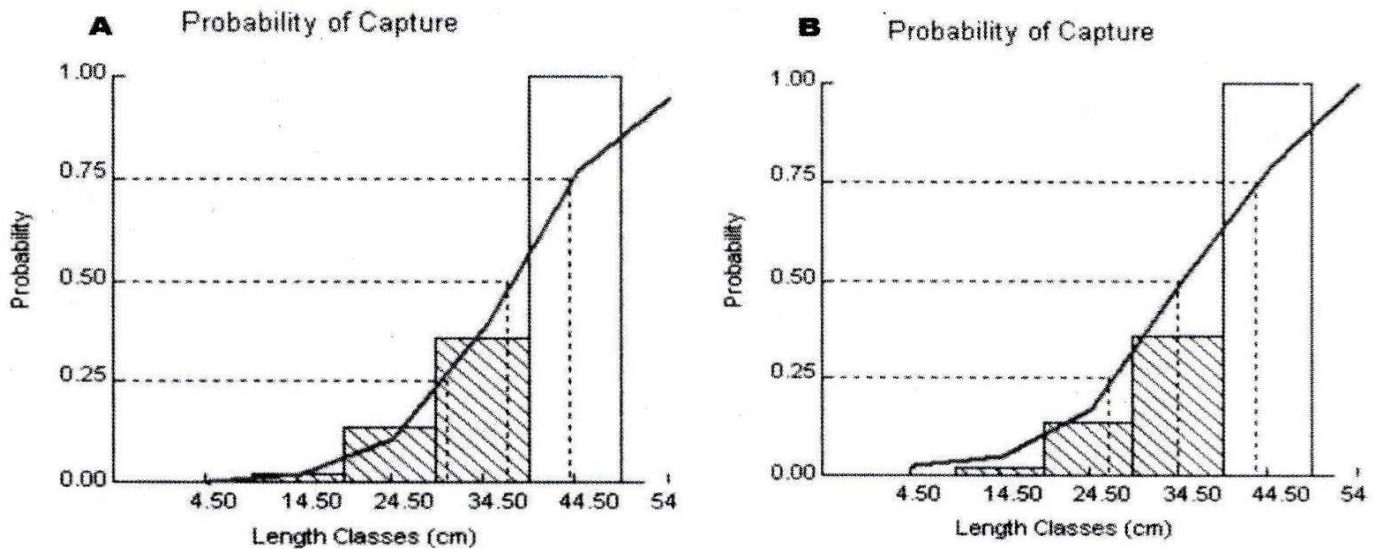 A Probability of Capture
1.00
0.75
0.50
0.25
0.00
Probability
4.50 14.50 24.50 34.50 44.50 54
Length Classes (cm)
B Probability of Capture
1.00
0.75
0.50
0.25
0.00
Probability
4.50 14.50 24.50 34.50 44.50 54
Length Classes (cm)